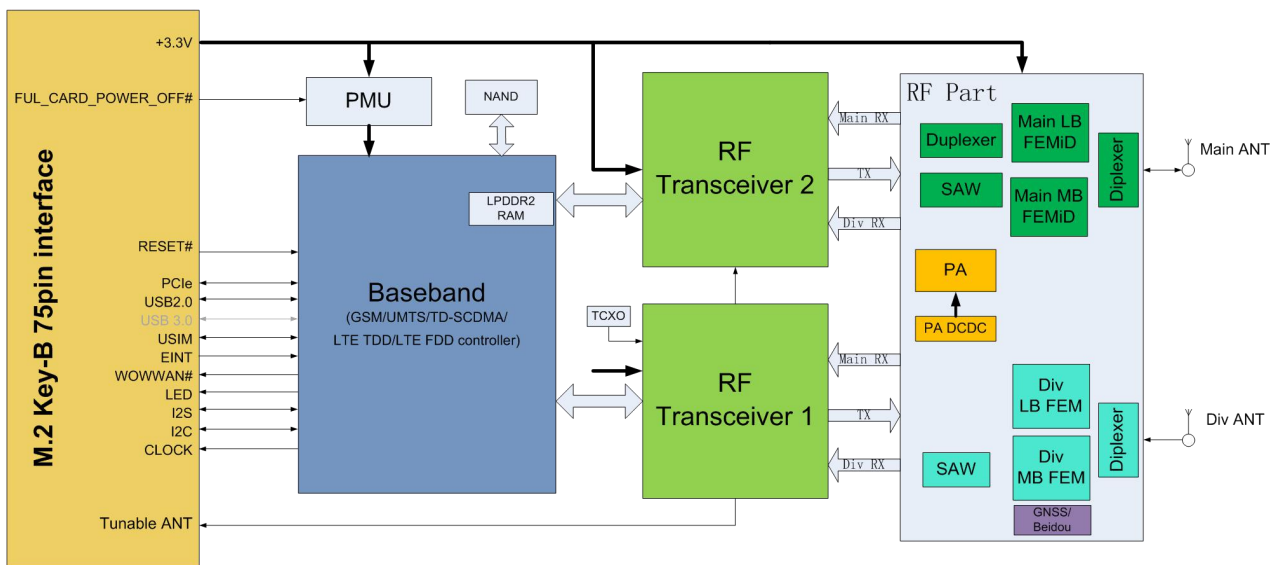 M.2 Key-B 75pin interface
+3.3V
FUL_CARD_POWER_OFF#
RESET#
PCIe
USB2.0
USB 3.0
USIM
EINT
WOWWAN#
LED
I2S
I2C
CLOCK
Tunable ANT
PMU
NAND
LPDDR2
RAM
Baseband
(GSM/UMTS/TD-SCDMA/
LTE TDD/LTE FDD controller)
TCXO
RF
Transceiver 2
RF
Transceiver 1
Main RX
TX
Div RX
Main RX
TX
Div RX
RF Part
Duplexer
SAW
Main LB
FEMiD
Main MB
FEMiD
Diplexer
PA
PA DCDC
Div
LB FEM
Div
MB FEM
SAW
Diplexer
GNSS/
Beidou
Main ANT
Div ANT